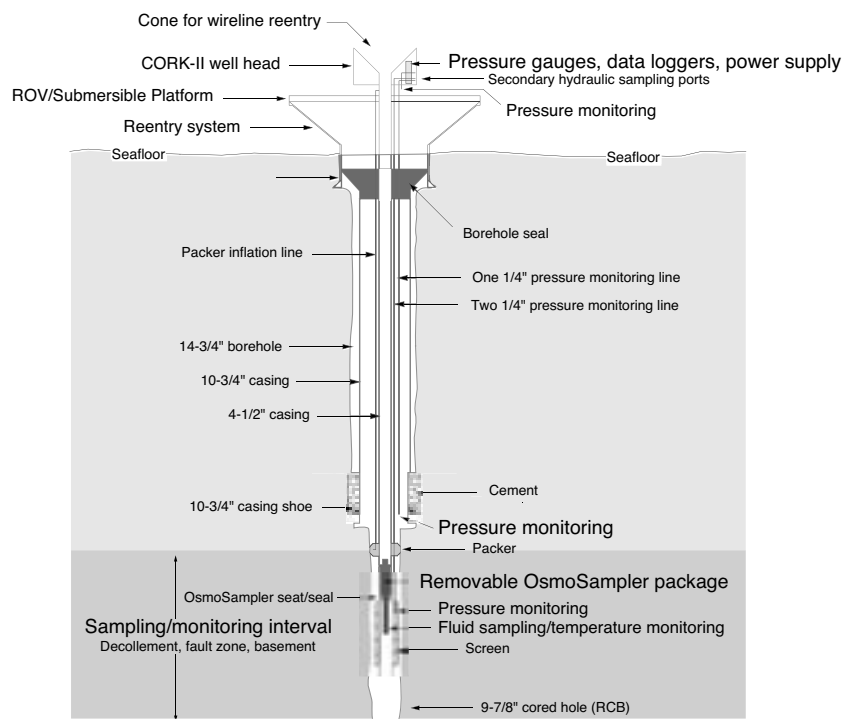 Cone for wireline reentry
CORK-II well head
Pressure gauges, data loggers, power supply
Secondary hydraulic sampling ports
ROV/Submersible Platform
Pressure monitoring
Reentry system
Seafloor
Seafloor
Borehole seal
Packer inflation line
One 1/4" pressure monitoring line
Two 1/4" pressure monitoring line
14-3/4" borehole
10-3/4" casing
4-1/2" casing
Cement
10-3/4" casing shoe
Pressure monitoring
Packer
Removable OsmoSampler package
OsmoSampler seat/seal
Pressure monitoring
Sampling/monitoring interval
Fluid sampling/temperature monitoring
Decollement, fault zone, basement
Screen
9-7/8" cored hole (RCB)